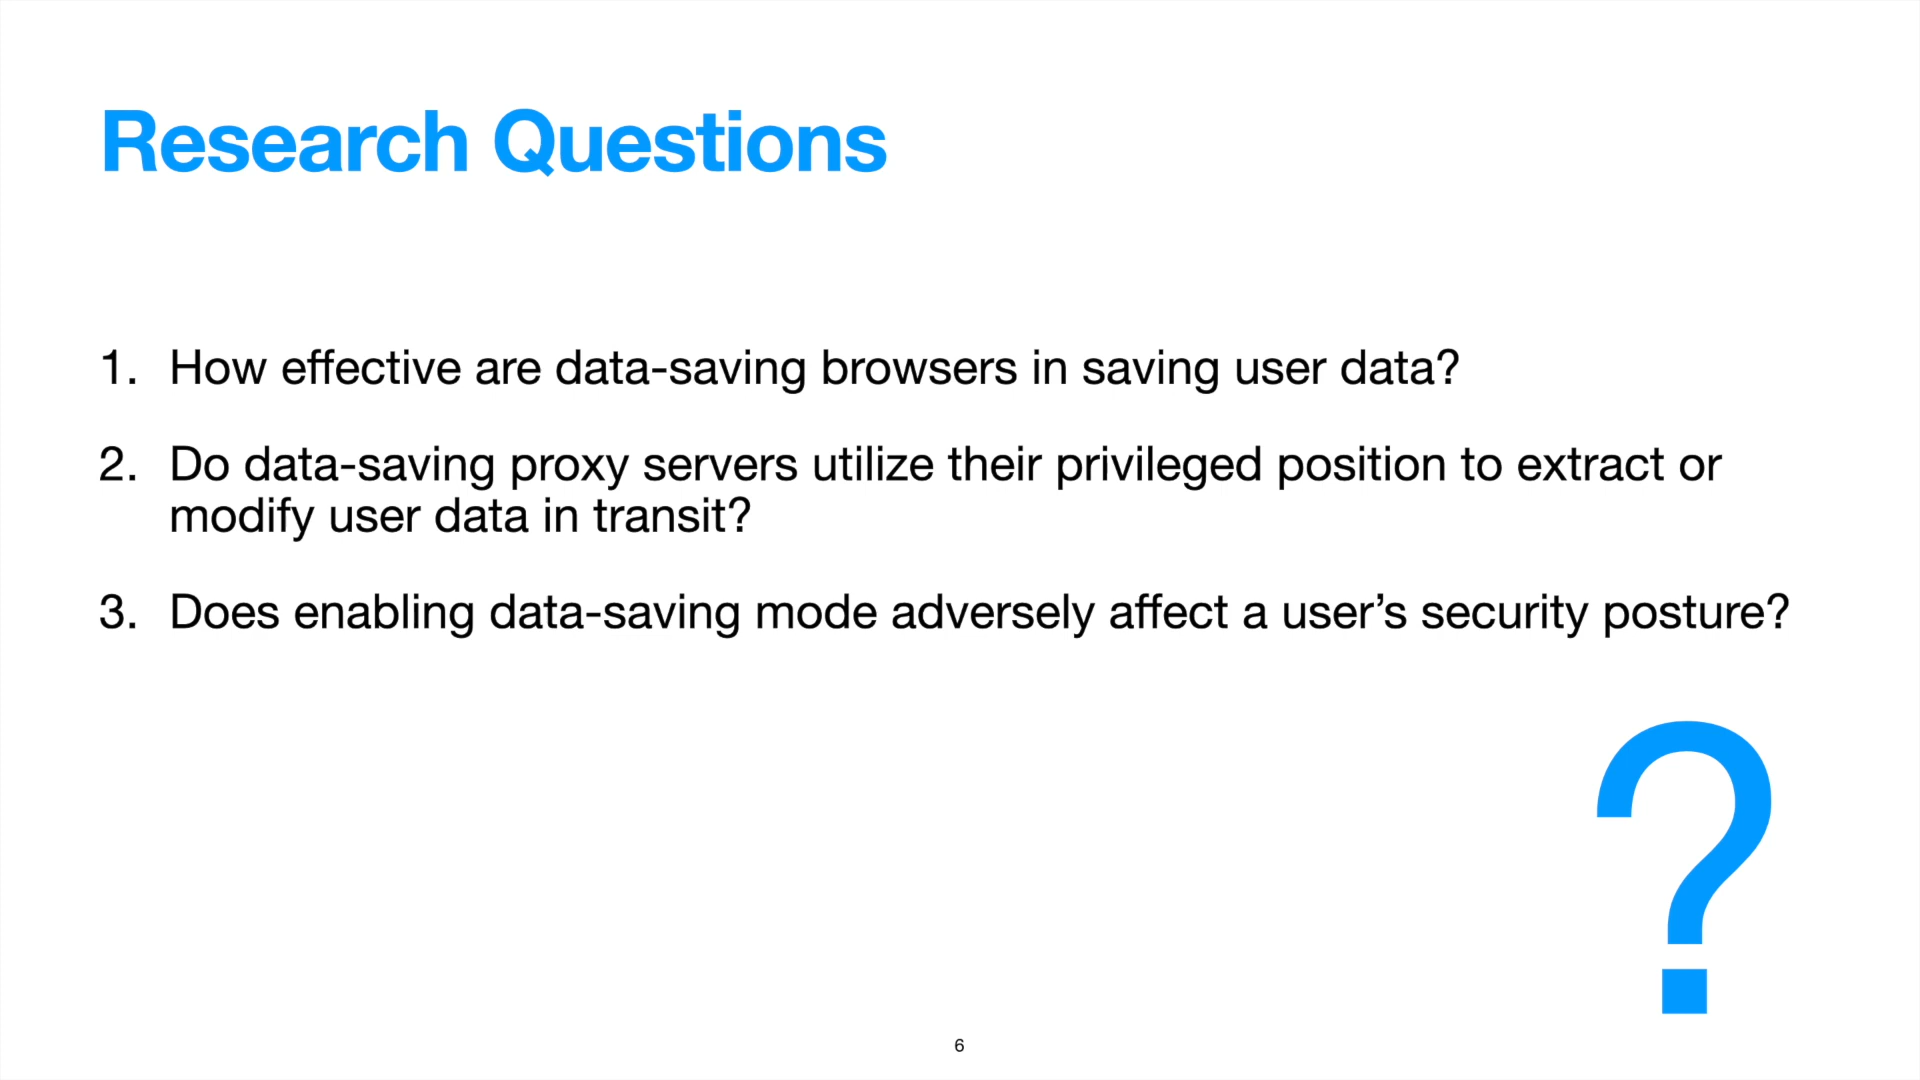 Research Questions
1. How effective are data-saving browsers in saving user data?
2. Do data-saving proxy servers utilize their privileged position to extract or
modify user data in transit?
3. Does enabling data-saving mode adversely affect a user’s security posture?
?
6